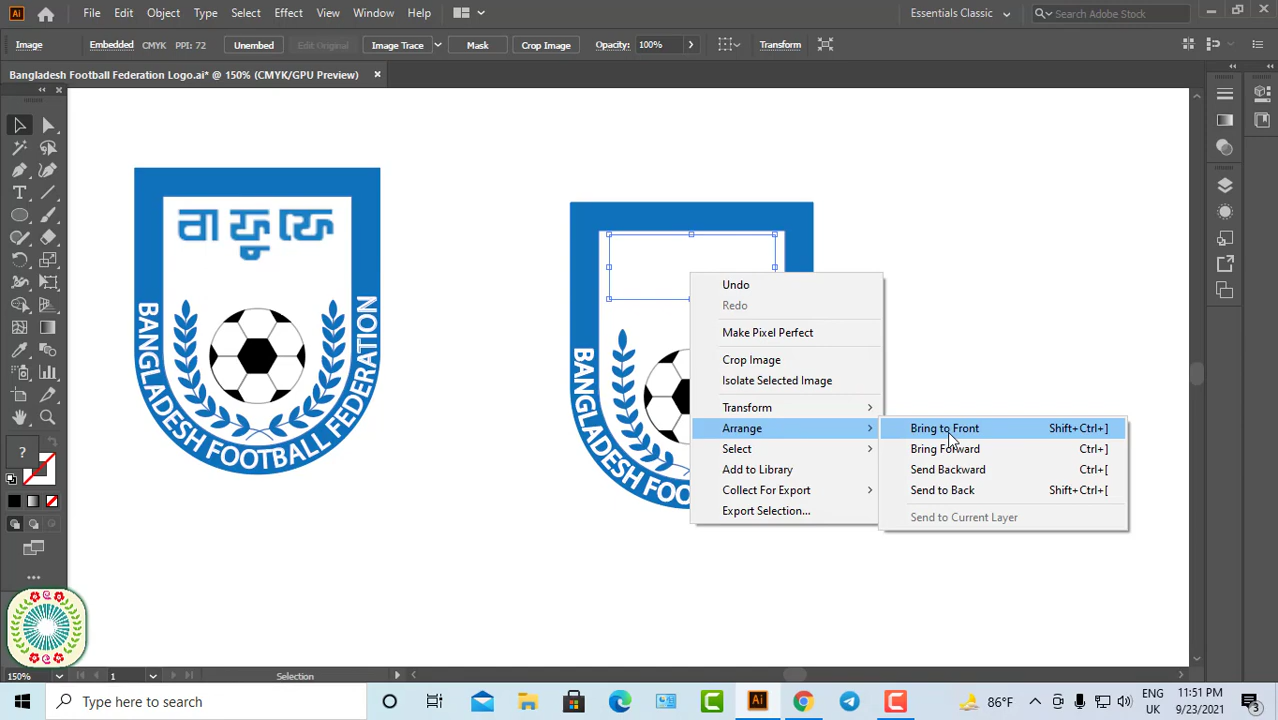 File Edit Object Type Select Effect View Window Help
Essentials Classic
Search Adobe Stock
Image Embedded CMYK PPI: 72 Unembed Edit Original Image Trace Mask Crop Image Opacity: 100% Transform
Bangladesh Football Federation Logo.ai* @ 150% (CMYK/GPU Preview)
বা ফু ফে
BANGLADESH FOOTBALL FEDERATION
BANGLADESH FOO
Undo
Redo
Make Pixel Perfect
Crop Image
Isolate Selected Image
Transform
Arrange
Select
Add to Library
Collect For Export
Export Selection...
Bring to Front Shift+Ctrl+]
Bring Forward Ctrl+]
Send Backward Ctrl+[
Send to Back Shift+Ctrl+[
Send to Current Layer
?
150% 1 Selection
Type here to search
86°F
ENG
UK
11:51 PM
9/23/2021
3